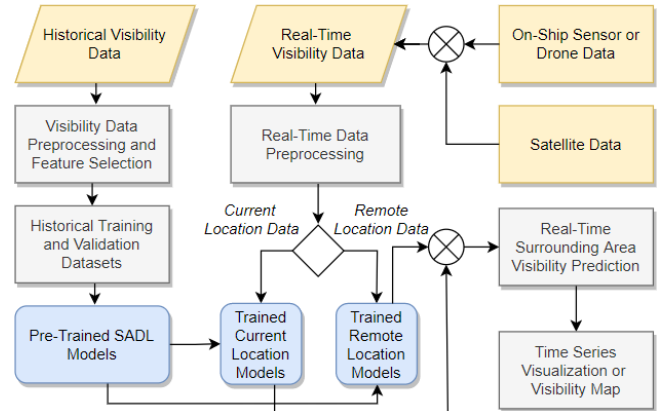 Historical Visibility
Data
Real-Time
Visibility Data
On-Ship Sensor or
Drone Data
Visibility Data
Preprocessing and
Feature Selection
Real-Time Data
Preprocessing
Satellite Data
Historical Training
and Validation
Datasets
Current
Location Data
Remote
Location Data
Real-Time
Surrounding Area
Visibility Prediction
Pre-Trained SADL
Models
Trained
Current
Location
Models
Trained
Remote
Location
Models
Time Series
Visualization or
Visibility Map